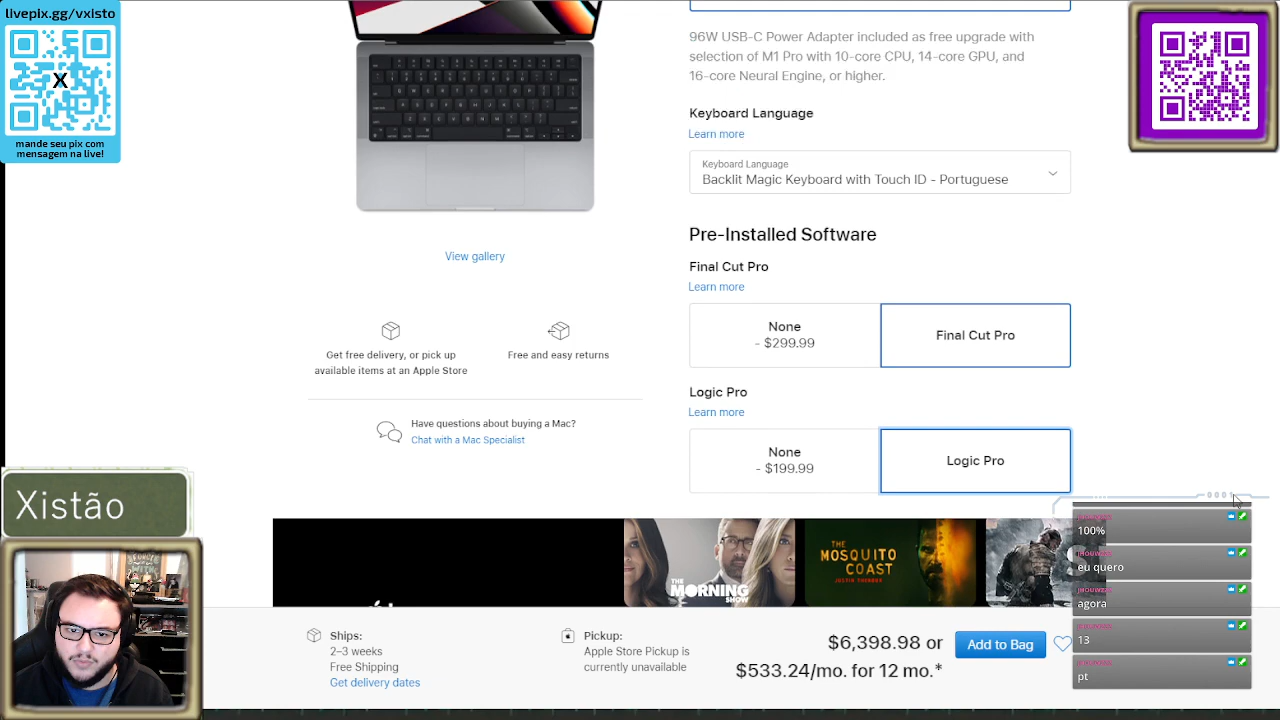 livepix.gg/vxisto
X
mande seu pix com
mensagem na live!
96W USB-C Power Adapter included as free upgrade with
selection of M1 Pro with 10-core CPU, 14-core GPU, and
16-core Neural Engine, or higher.
Keyboard Language
Learn more
Keyboard Language
Backlit Magic Keyboard with Touch ID - Portuguese
View gallery
Pre-Installed Software
Final Cut Pro
Learn more
None
- $299.99
Final Cut Pro
Get free delivery, or pick up
available items at an Apple Store
Free and easy returns
Have questions about buying a Mac?
Chat with a Mac Specialist
Logic Pro
Learn more
None
- $199.99
Logic Pro
Xistão
THE
MORNING
SHOW
THE
MOSQUITO
COAST
JUSTIN THEROUX
0001
100%
eu quero
agora
13
pt
Ships:
2–3 weeks
Free Shipping
Get delivery dates
Pickup:
Apple Store Pickup is
currently unavailable
$6,398.98 or
$533.24/mo. for 12 mo.*
Add to Bag